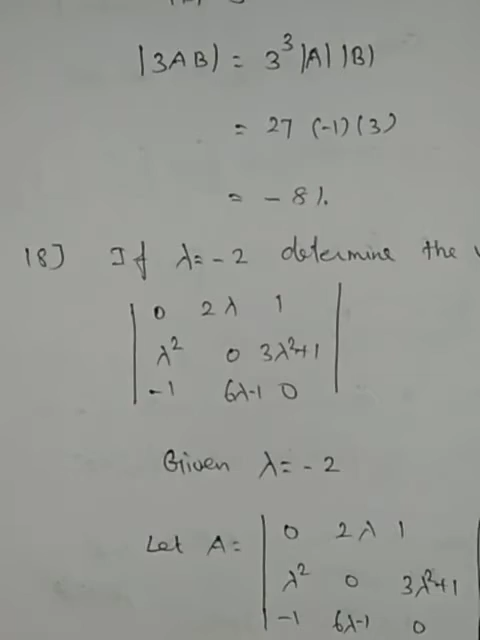 |3AB| = 3³|A| |B|
= 27 (-1) (3)
= -81.
18] If λ = -2 determine the
| 0 2λ 1 |
| λ² 0 3λ²+1 |
| -1 6λ-1 0 |
Given λ = -2
Let A = | 0 2λ 1
| λ² 0 3λ²+1
| -1 6λ-1 0